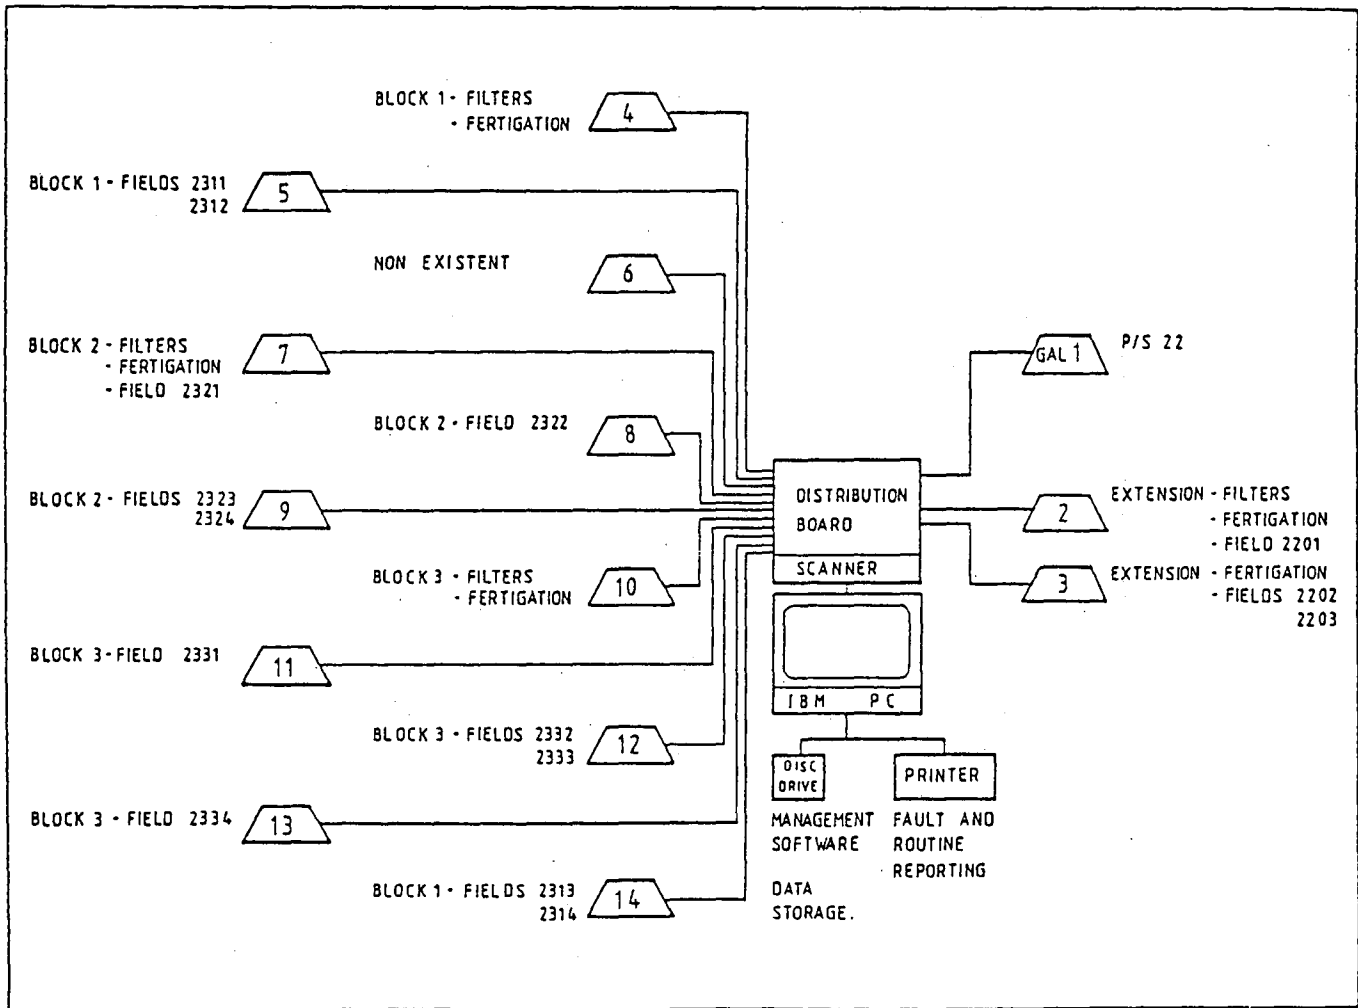 BLOCK 1 - FILTERS
- FERTIGATION
4
BLOCK 1 - FIELDS 2311
2312
5
NON EXISTENT
6
BLOCK 2 - FILTERS
- FERTIGATION
- FIELD 2321
7
BLOCK 2 - FIELD 2322
8
BLOCK 2 - FIELDS 2323
2324
9
BLOCK 3 - FILTERS
- FERTIGATION
10
BLOCK 3 - FIELD 2331
11
BLOCK 3 - FIELDS 2332
2333
12
BLOCK 3 - FIELD 2334
13
BLOCK 1 - FIELDS 2313
2314
14
DISTRIBUTION
BOARD
SCANNER
IBM PC
DISC
DRIVE
PRINTER
MANAGEMENT
SOFTWARE
DATA
STORAGE.
FAULT AND
ROUTINE
REPORTING
GAL 1
P/S 22
2
EXTENSION - FILTERS
- FERTIGATION
- FIELD 2201
3
EXTENSION - FERTIGATION
- FIELDS 2202
2203